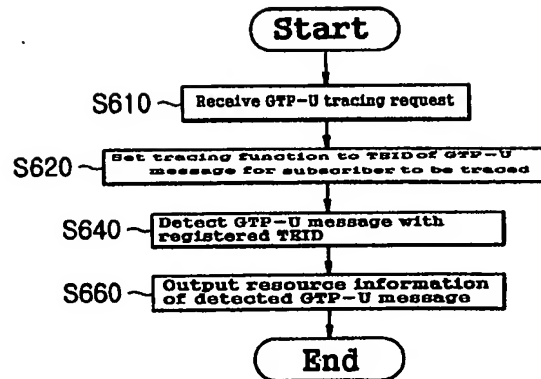 Start
S610
Receive GTP-U tracing request
S620
Set tracing function to TEID of GTP-U
message for subscriber to be traced
S640
Detect GTP-U message with
registered TEID
S660
Output resource information
of detected GTP-U message
End